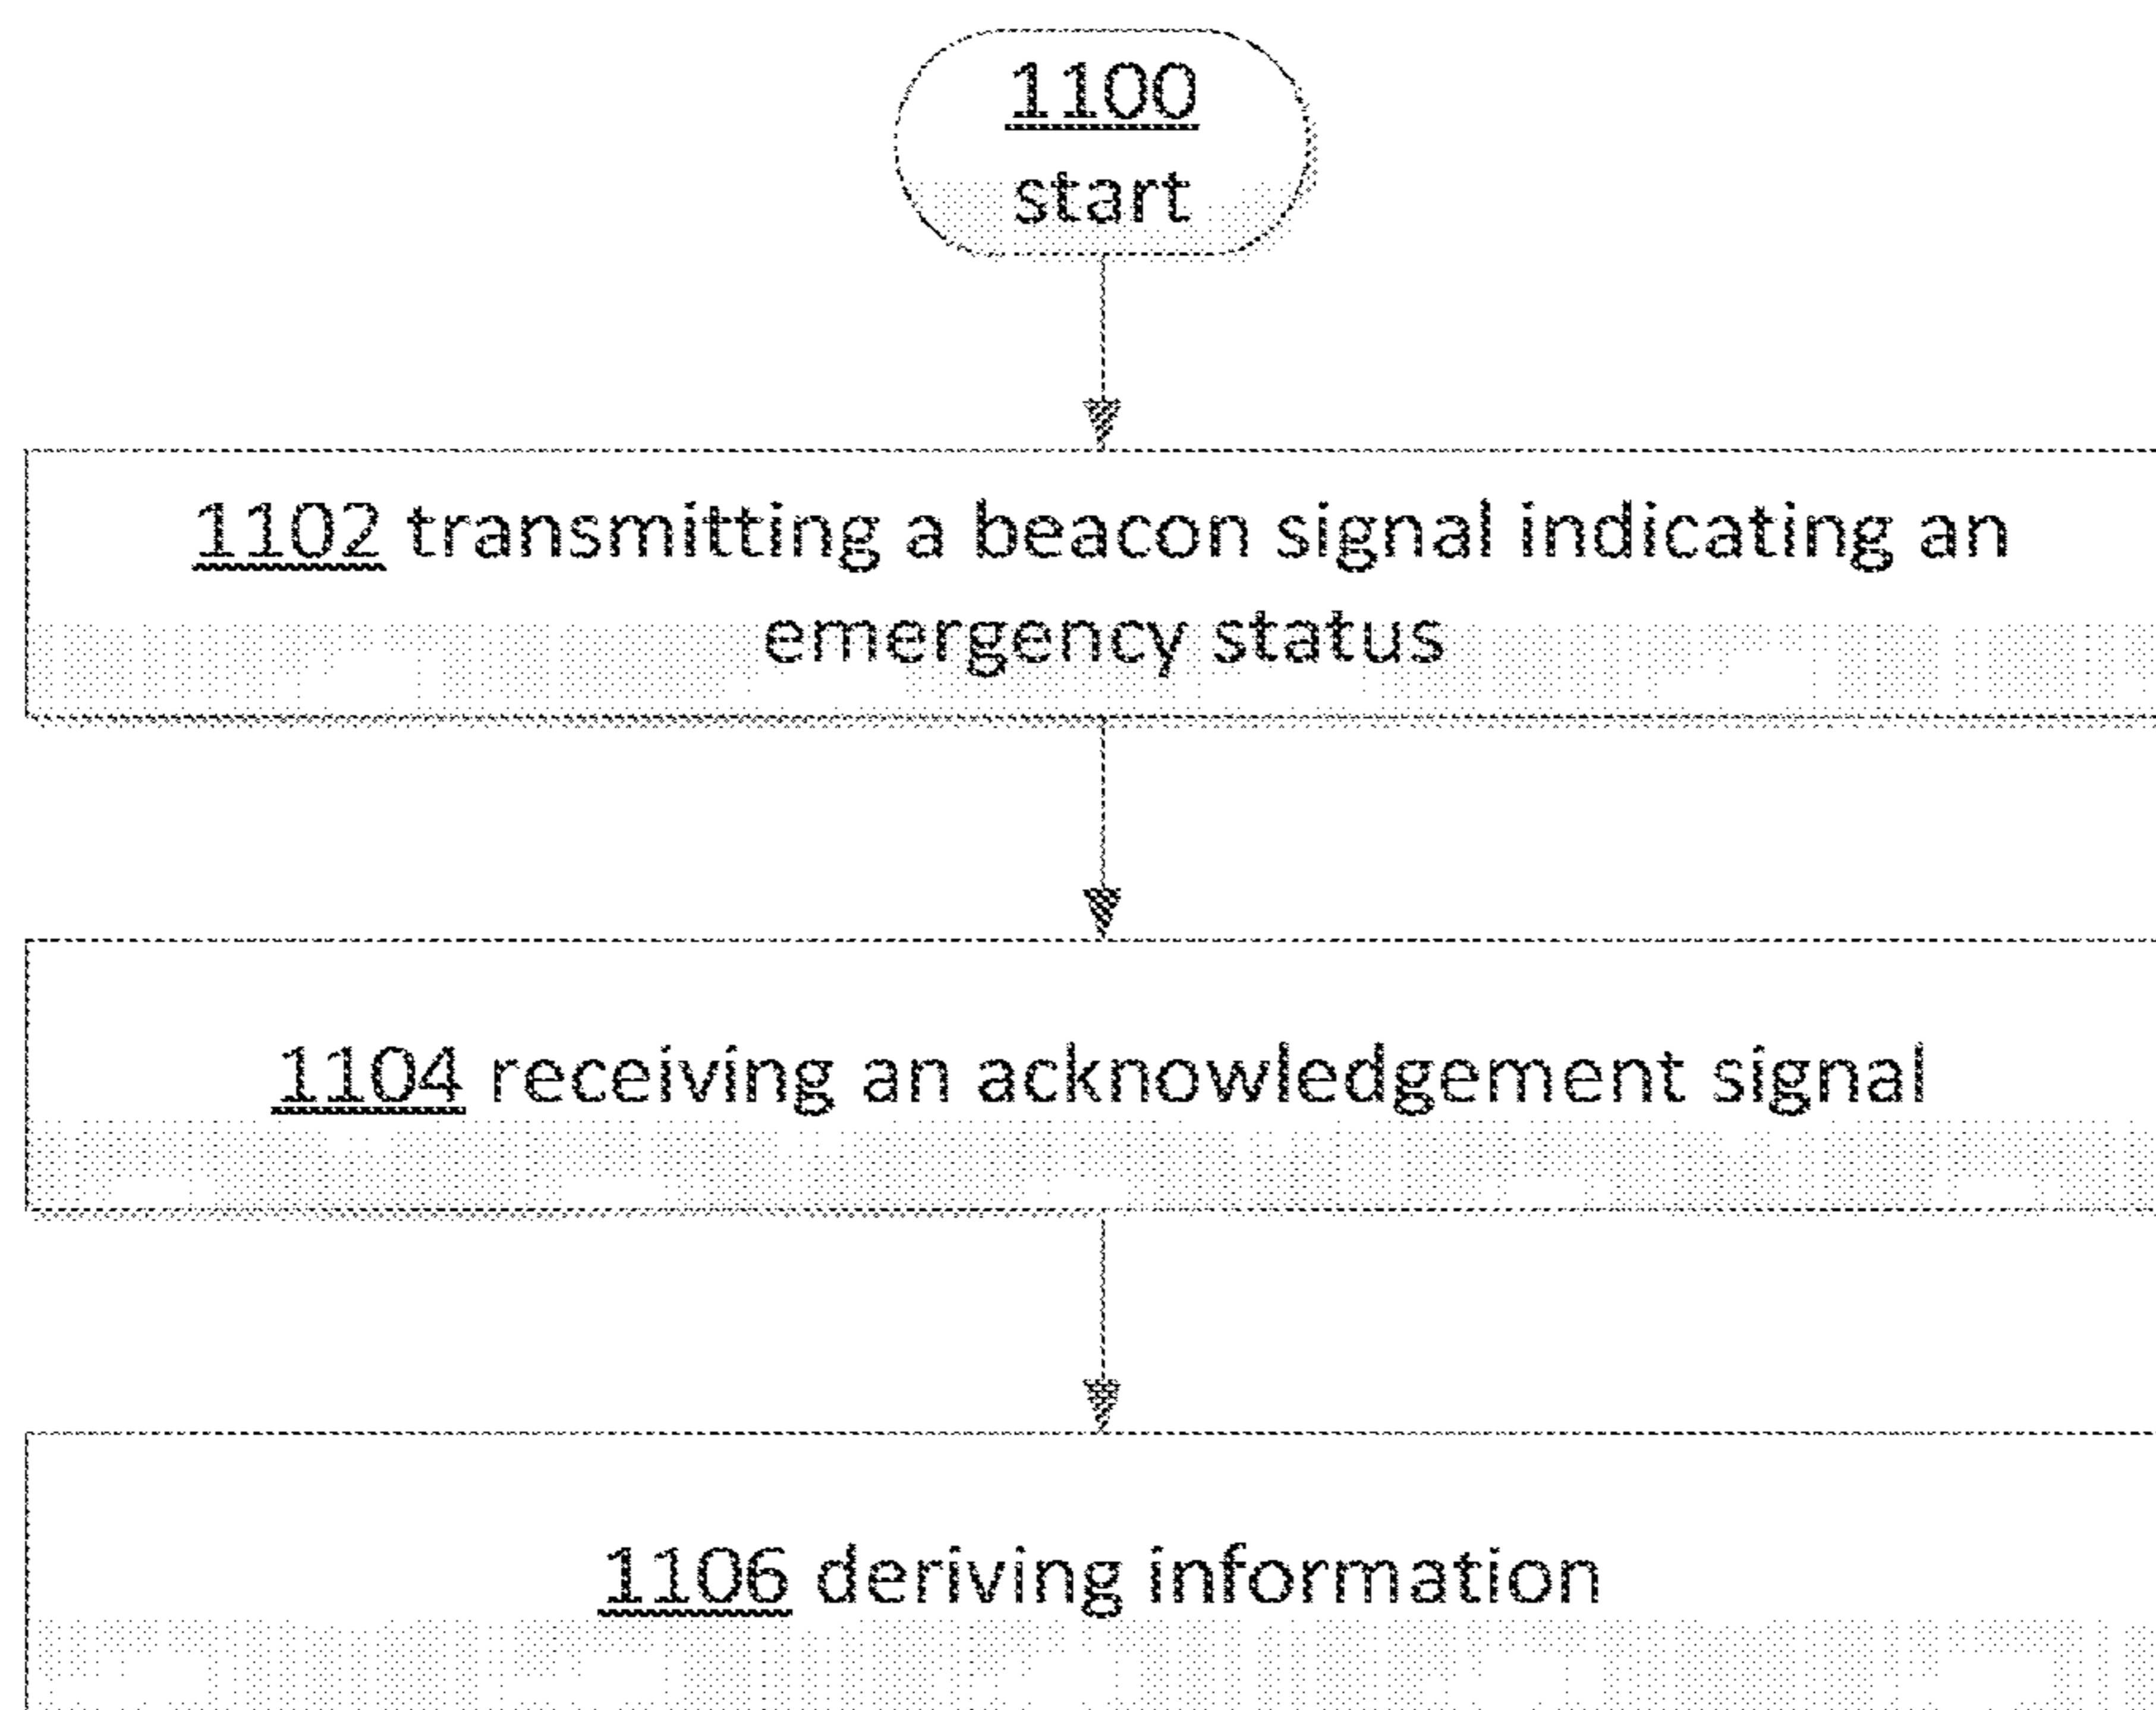 1100
start
1102 transmitting a beacon signal indicating an
emergency status
1104 receiving an acknowledgement signal
1106 deriving information